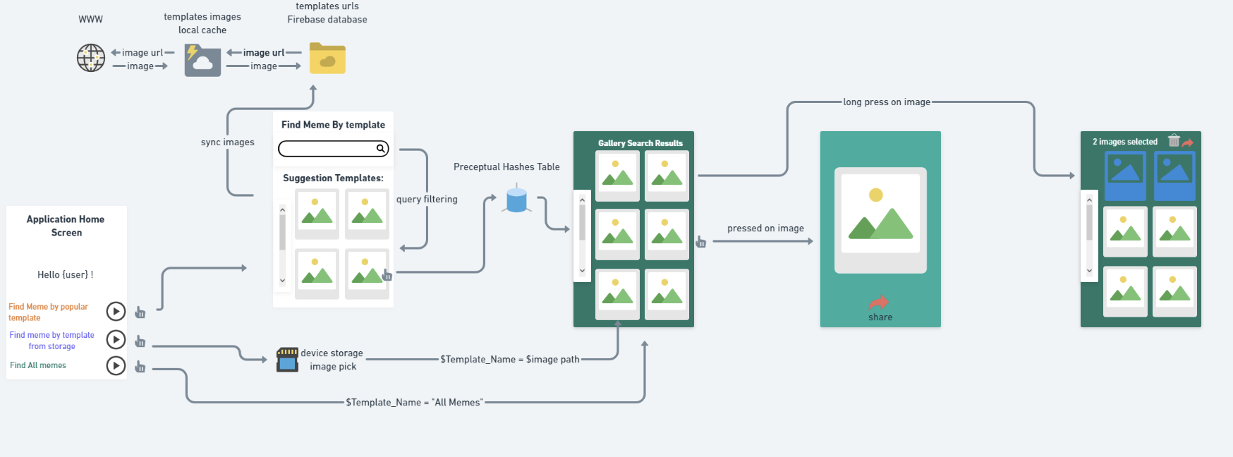 WWW
templates images
local cache
templates urls
Firebase database
image url
image
image url
image
sync images
Find Meme By template
Suggestion Templates:
query filtering
Preceptual Hashes Table
Gallery Search Results
long press on image
pressed on image
share
2 images selected
Application Home
Screen
Hello {user} !
Find Meme by popular
template
Find meme by template
from storage
Find All memes
device storage
image pick
$Template_Name = $image path
$Template_Name = "All Memes"